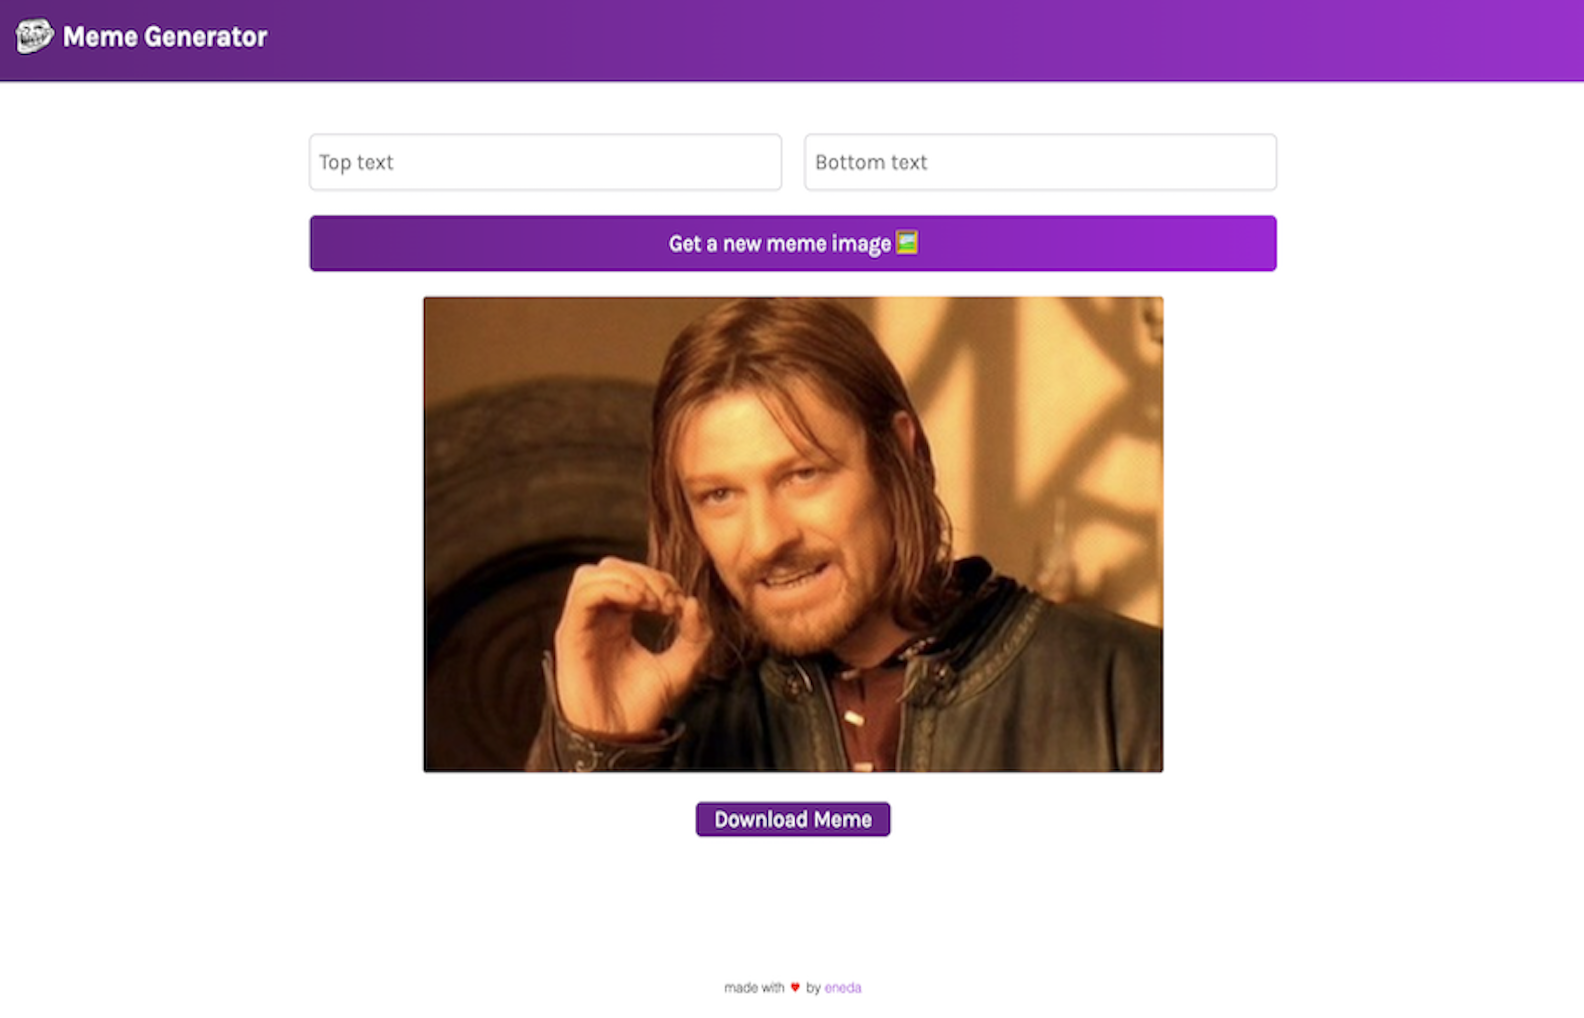 Meme Generator
Top text
Bottom text
Get a new meme image 🖼️
Download Meme
made with ♥ by eneda